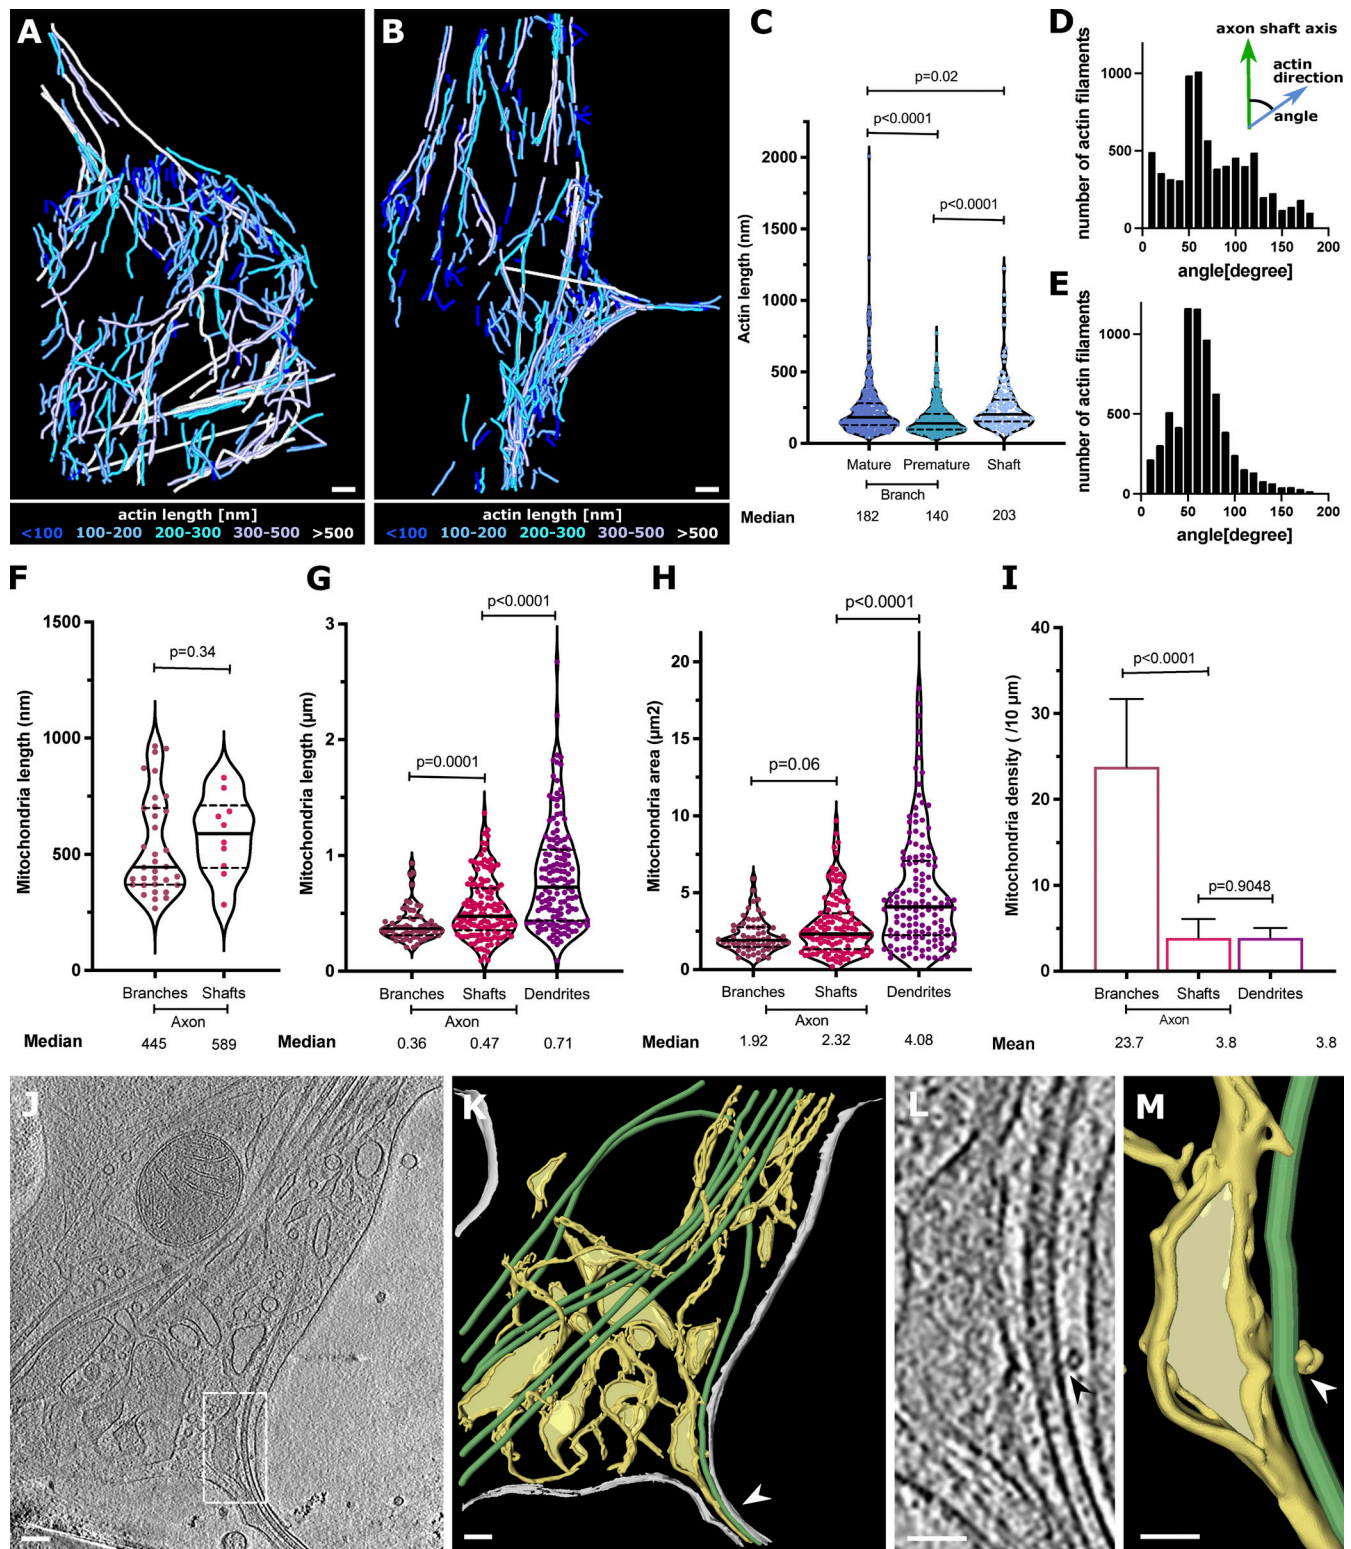 A
actin length [nm]
<100 100-200 200-300 300-500 >500
B
actin length [nm]
<100 100-200 200-300 300-500 >500
C
p=0.02
p<0.0001
p<0.0001
Actin length (nm)
2000
1500
1000
500
0
Mature Premature Shaft
Branch
Median 182 140 203
D
axon shaft axis
actin
direction
angle
number of actin filaments
1000
500
0
0 50 100 150 200
angle[degree]
E
number of actin filaments
1000
500
0
0 50 100 150 200
angle[degree]
F
p=0.34
Mitochondria length (nm)
1500
1000
500
0
Branches Shafts
Axon
Median 445 589
G
p<0.0001
p=0.0001
Mitochondria length (µm)
3
2
1
0
Branches Shafts Dendrites
Axon
Median 0.36 0.47 0.71
H
p<0.0001
p=0.06
Mitochondria area (µm2)
20
15
10
5
0
Branches Shafts Dendrites
Axon
Median 1.92 2.32 4.08
I
p<0.0001
p=0.9048
Mitochondria density ( /10 µm)
40
30
20
10
0
Branches Shafts Dendrites
Axon
Mean 23.7 3.8 3.8
J
K
L
M